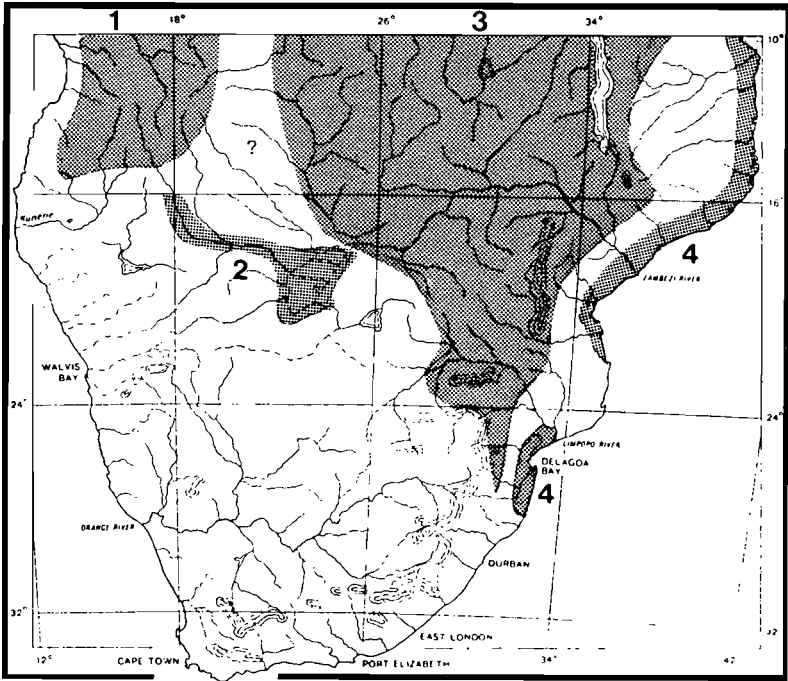 1
3
18°
26°
34°
10°
?
16°
Kunene
2
4
ZAMBEZI RIVER
WALVIS
BAY
24°
24°
LIMPOPO RIVER
DELAGOA
BAY
4
ORANGE RIVER
DURBAN
32°
32
EAST LONDON
12°
CAPE TOWN
PORT ELIZABETH
34°
42